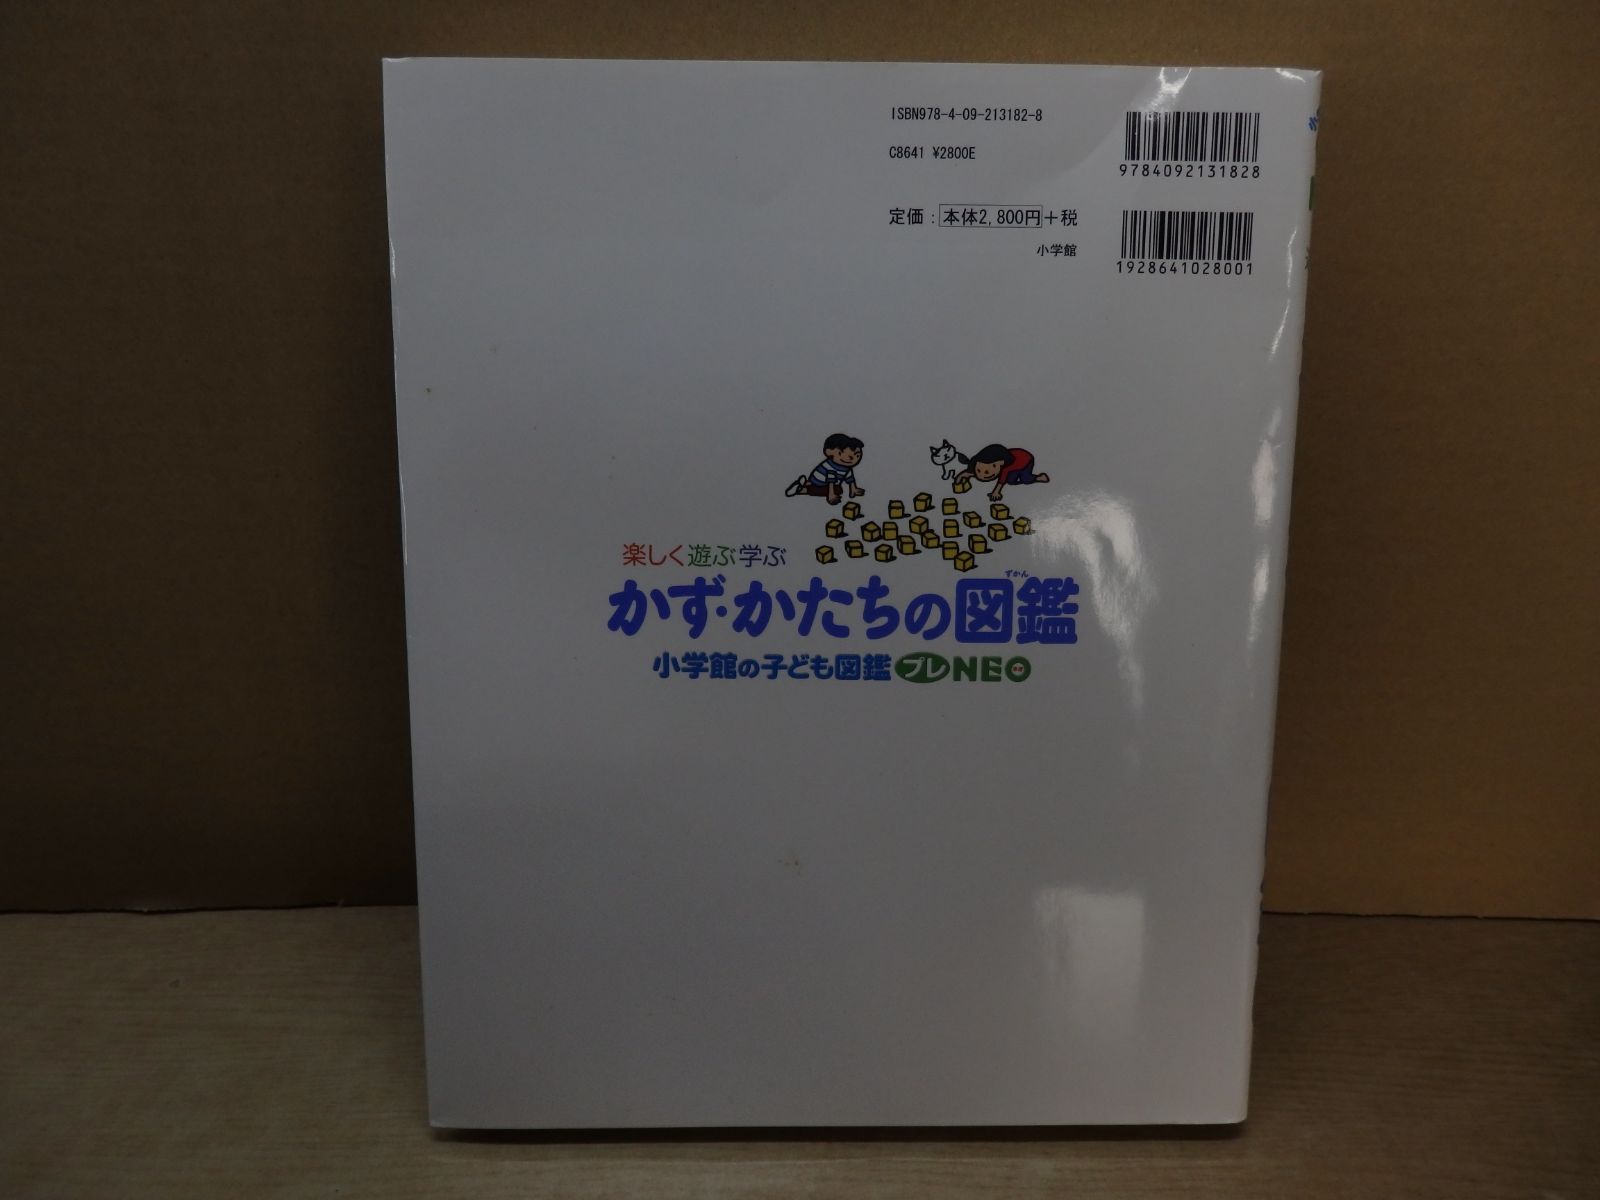 ISBN978-4-09-213182-8
C8641 ¥2800E
定価：本体2,800円＋税
小学館
9784092131828
1928641028001
楽しく遊ぶ学ぶ
ずかん
かず・かたちの図鑑
小学館の子ども図鑑 プレNEO